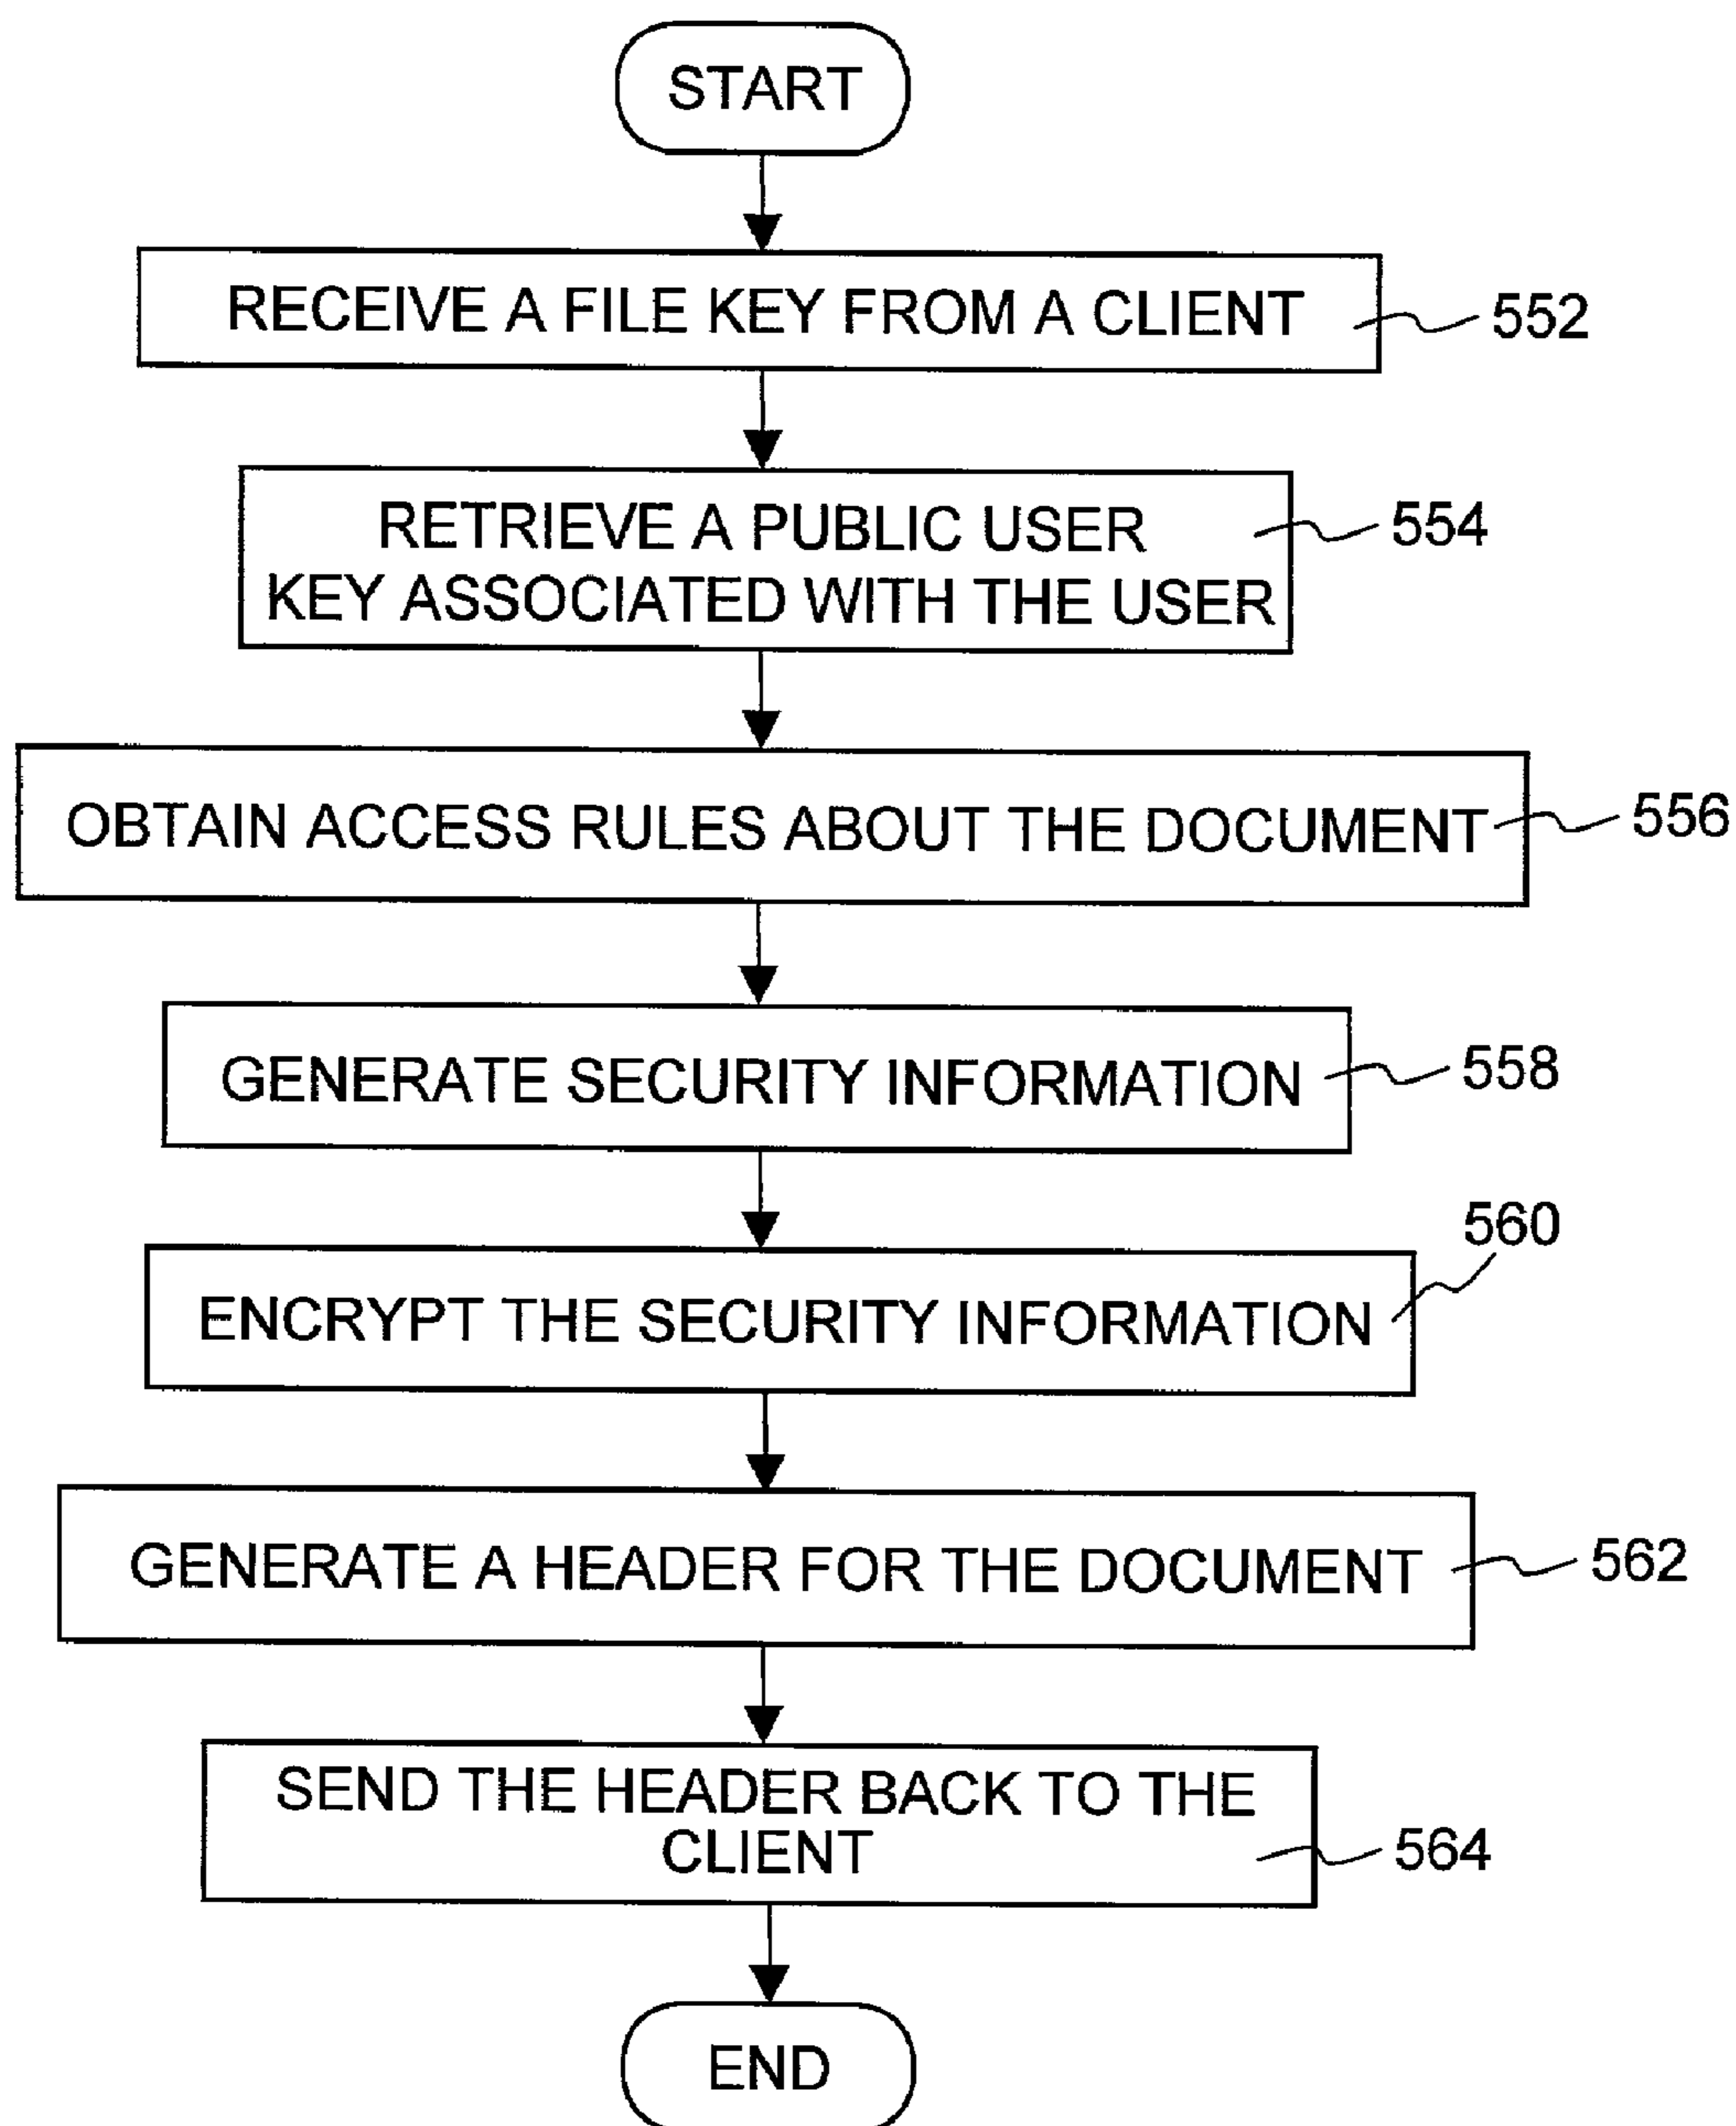 START
RECEIVE A FILE KEY FROM A CLIENT
552
RETRIEVE A PUBLIC USER
KEY ASSOCIATED WITH THE USER
554
OBTAIN ACCESS RULES ABOUT THE DOCUMENT
556
GENERATE SECURITY INFORMATION
558
ENCRYPT THE SECURITY INFORMATION
560
GENERATE A HEADER FOR THE DOCUMENT
562
SEND THE HEADER BACK TO THE
CLIENT
564
END